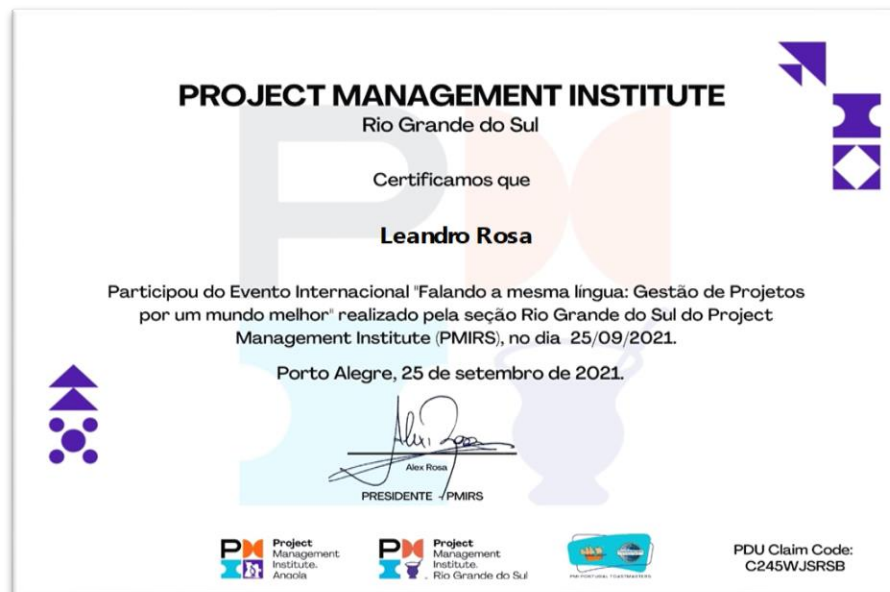 PROJECT MANAGEMENT INSTITUTE
Rio Grande do Sul
Certificamos que
Leandro Rosa
Participou do Evento Internacional "Falando a mesma língua: Gestão de Projetos
por um mundo melhor" realizado pela seção Rio Grande do Sul do Project
Management Institute (PMIRS), no dia 25/09/2021.
Porto Alegre, 25 de setembro de 2021.
Alex Rosa
PRESIDENTE - PMIRS
Project
Management
Institute.
Angola
Project
Management
Institute.
Rio Grande do Sul
PMI PORTUGAL TOASTMASTERS
PDU Claim Code:
C245WJSRSB